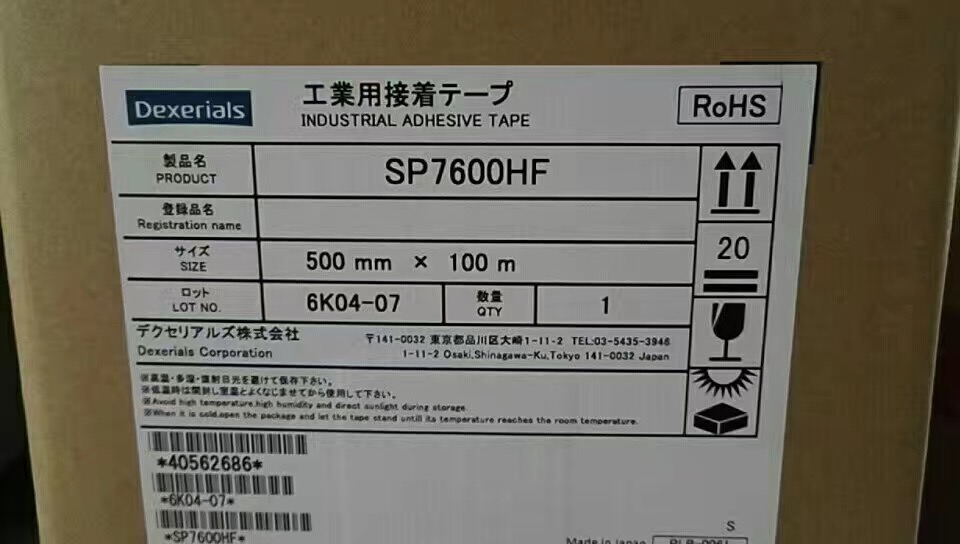 Dexerials
工業用接着テープ
INDUSTRIAL ADHESIVE TAPE
RoHS
製品名
PRODUCT
SP7600HF
登録品名
Registration name
サイズ
SIZE
500 mm × 100 m
20
ロット
LOT NO.
6K04-07
数量
QTY
1
デクセリアルズ株式会社
Dexerials Corporation
〒141-0032 東京都品川区大崎1-11-2 TEL:03-5435-3946
1-11-2 Osaki,Shinagawa-Ku,Tokyo 141-0032 Japan
※高温・多湿・直射日光を避けて保存下さい。
※低温時は開封し室温とよくなじませてから使用して下さい。
※Avoid high temperature,high humidity and direct sunlight during storage.
※When it is cold,open the package and let the tape stand until its temperature reaches the room temperature.
*40562686*
*6K04-07*
*SP7600HF*
S
Made in Japan